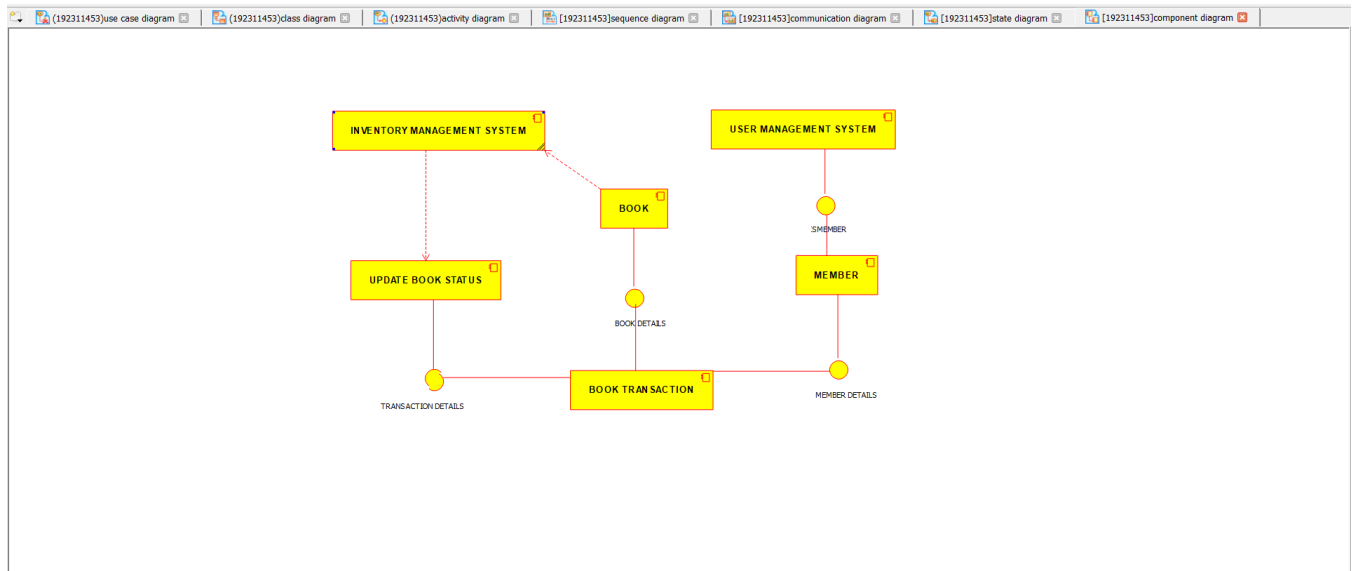 (192311453)use case diagram
(192311453)class diagram
(192311453)activity diagram
[192311453]sequence diagram
[192311453]communication diagram
[192311453]state diagram
[192311453]component diagram
INVENTORY MANAGEMENT SYSTEM
USER MANAGEMENT SYSTEM
BOOK
SMEMBER
UPDATE BOOK STATUS
MEMBER
BOOK DETAILS
BOOK TRANSACTION
TRANSACTION DETAILS
MEMBER DETAILS